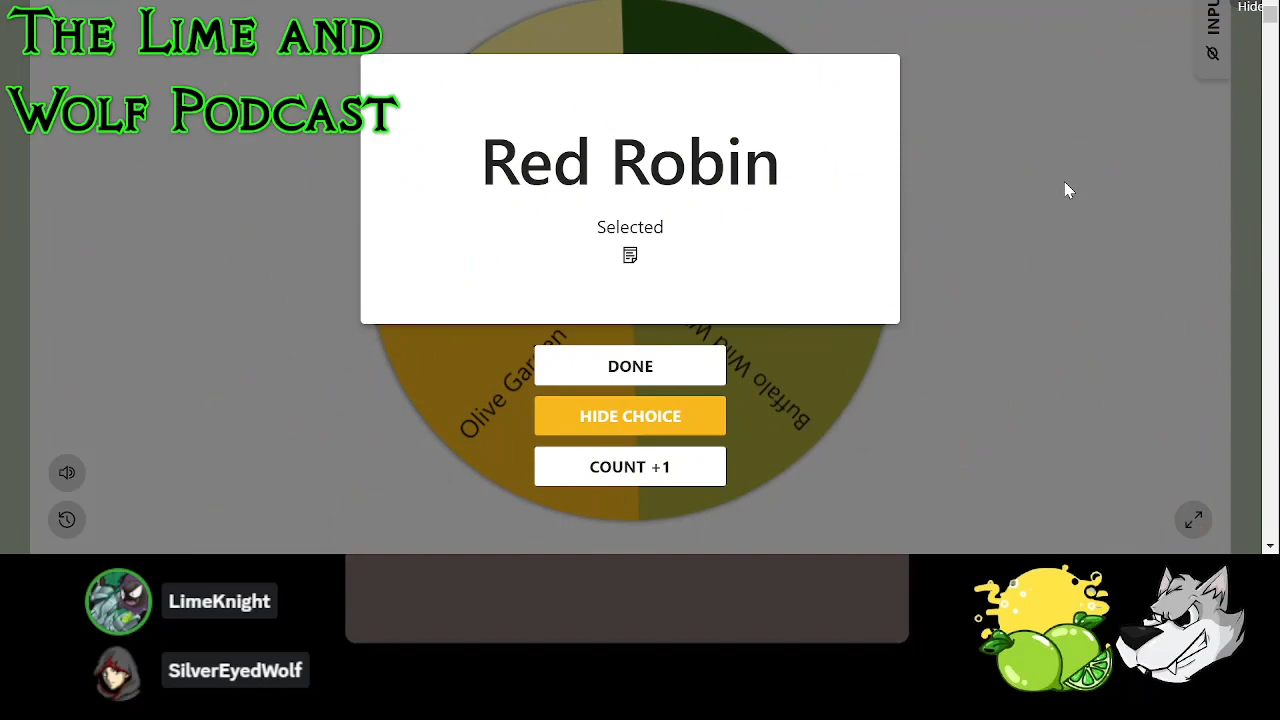 The Lime and
Wolf Podcast
Hide
INPU
Red Robin
Selected
Olive Garden
Buffalo Wild W
DONE
HIDE CHOICE
COUNT +1
LimeKnight
SilverEyedWolf